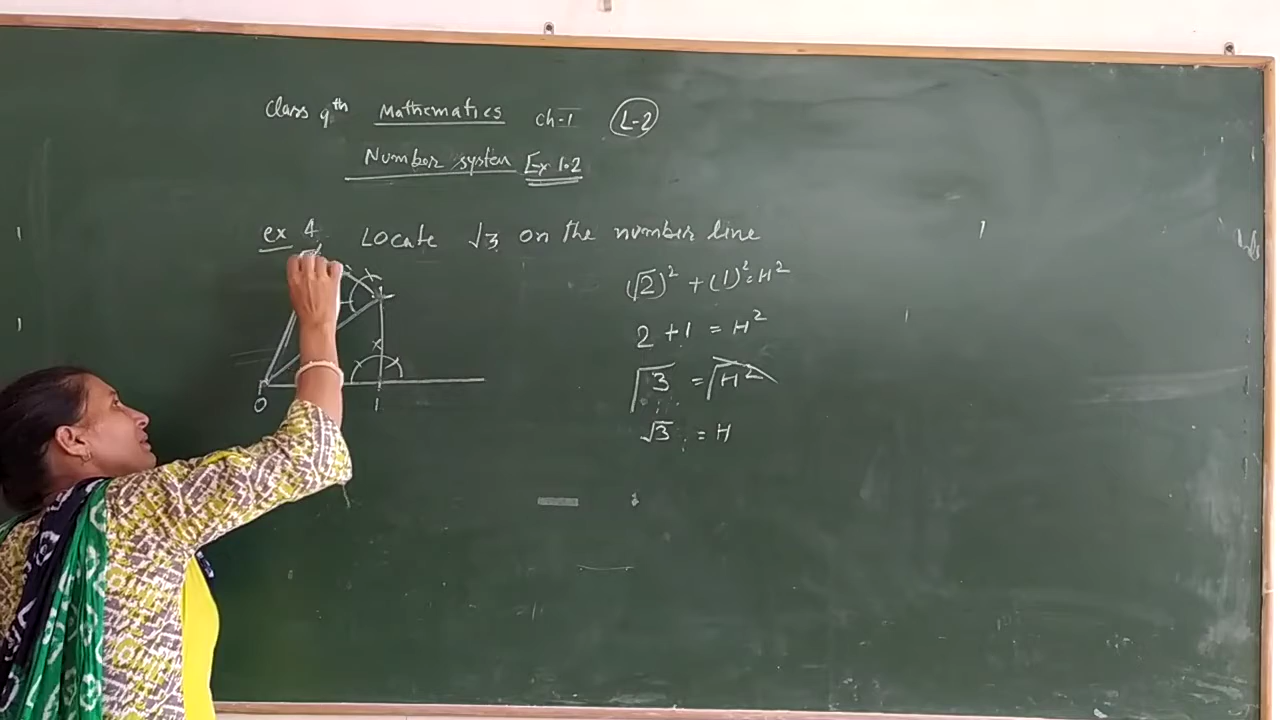 Class 9th Mathematics ch-I L-2
Number system Ex 1.2
ex 4 Locate √3 on the number line
(√2)² + (1)² = H²
2 + 1 = H²
√3 = √H²
√3 = H
0 1